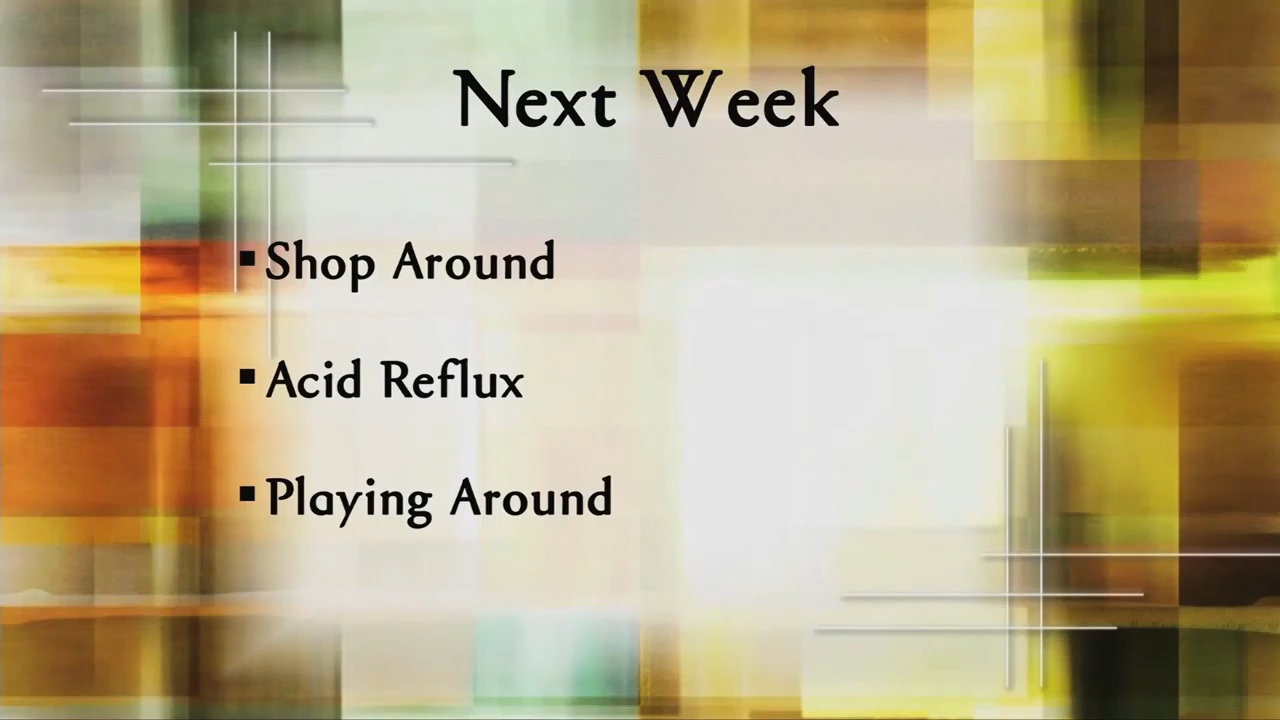 Next Week
▪ Shop Around
▪ Acid Reflux
▪ Playing Around